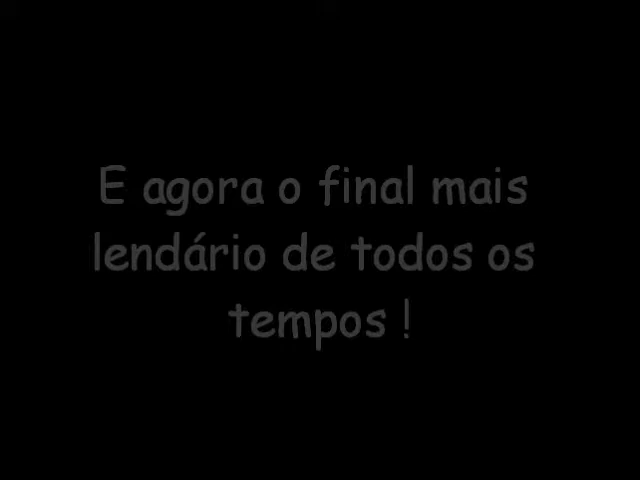 E agora o final mais
lendário de todos os
tempos !